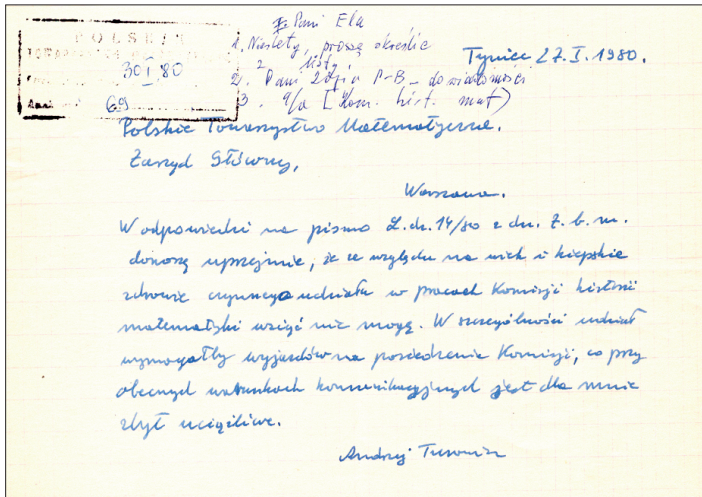 Pani Ela
1. Niestety, proszę określić
listy,
2. Pani Zofia P-B – do wiadomości
3. a/a [Kom. hist. mat)
POLSKIE
30 I 80
69
Tyniec 27.I.1980.
Polskie Towarzystwo Matematyczne.
Zarząd Główny,
Warszawa.
W odpowiedzi na pismo L.dz. 14/80 z dn. 7. b.m.
donoszę uprzejmie, że ze względu na wiek i kiepskie
zdrowie czynnego udziału w pracach Komisji historii
matematyki wziąć nie mogę. W szczególności udział
wymagałby wyjazdów na posiedzenia Komisji, co przy
obecnych warunkach komunikacyjnych jest dla mnie
zbyt uciążliwe.
Andrzej Turowicz